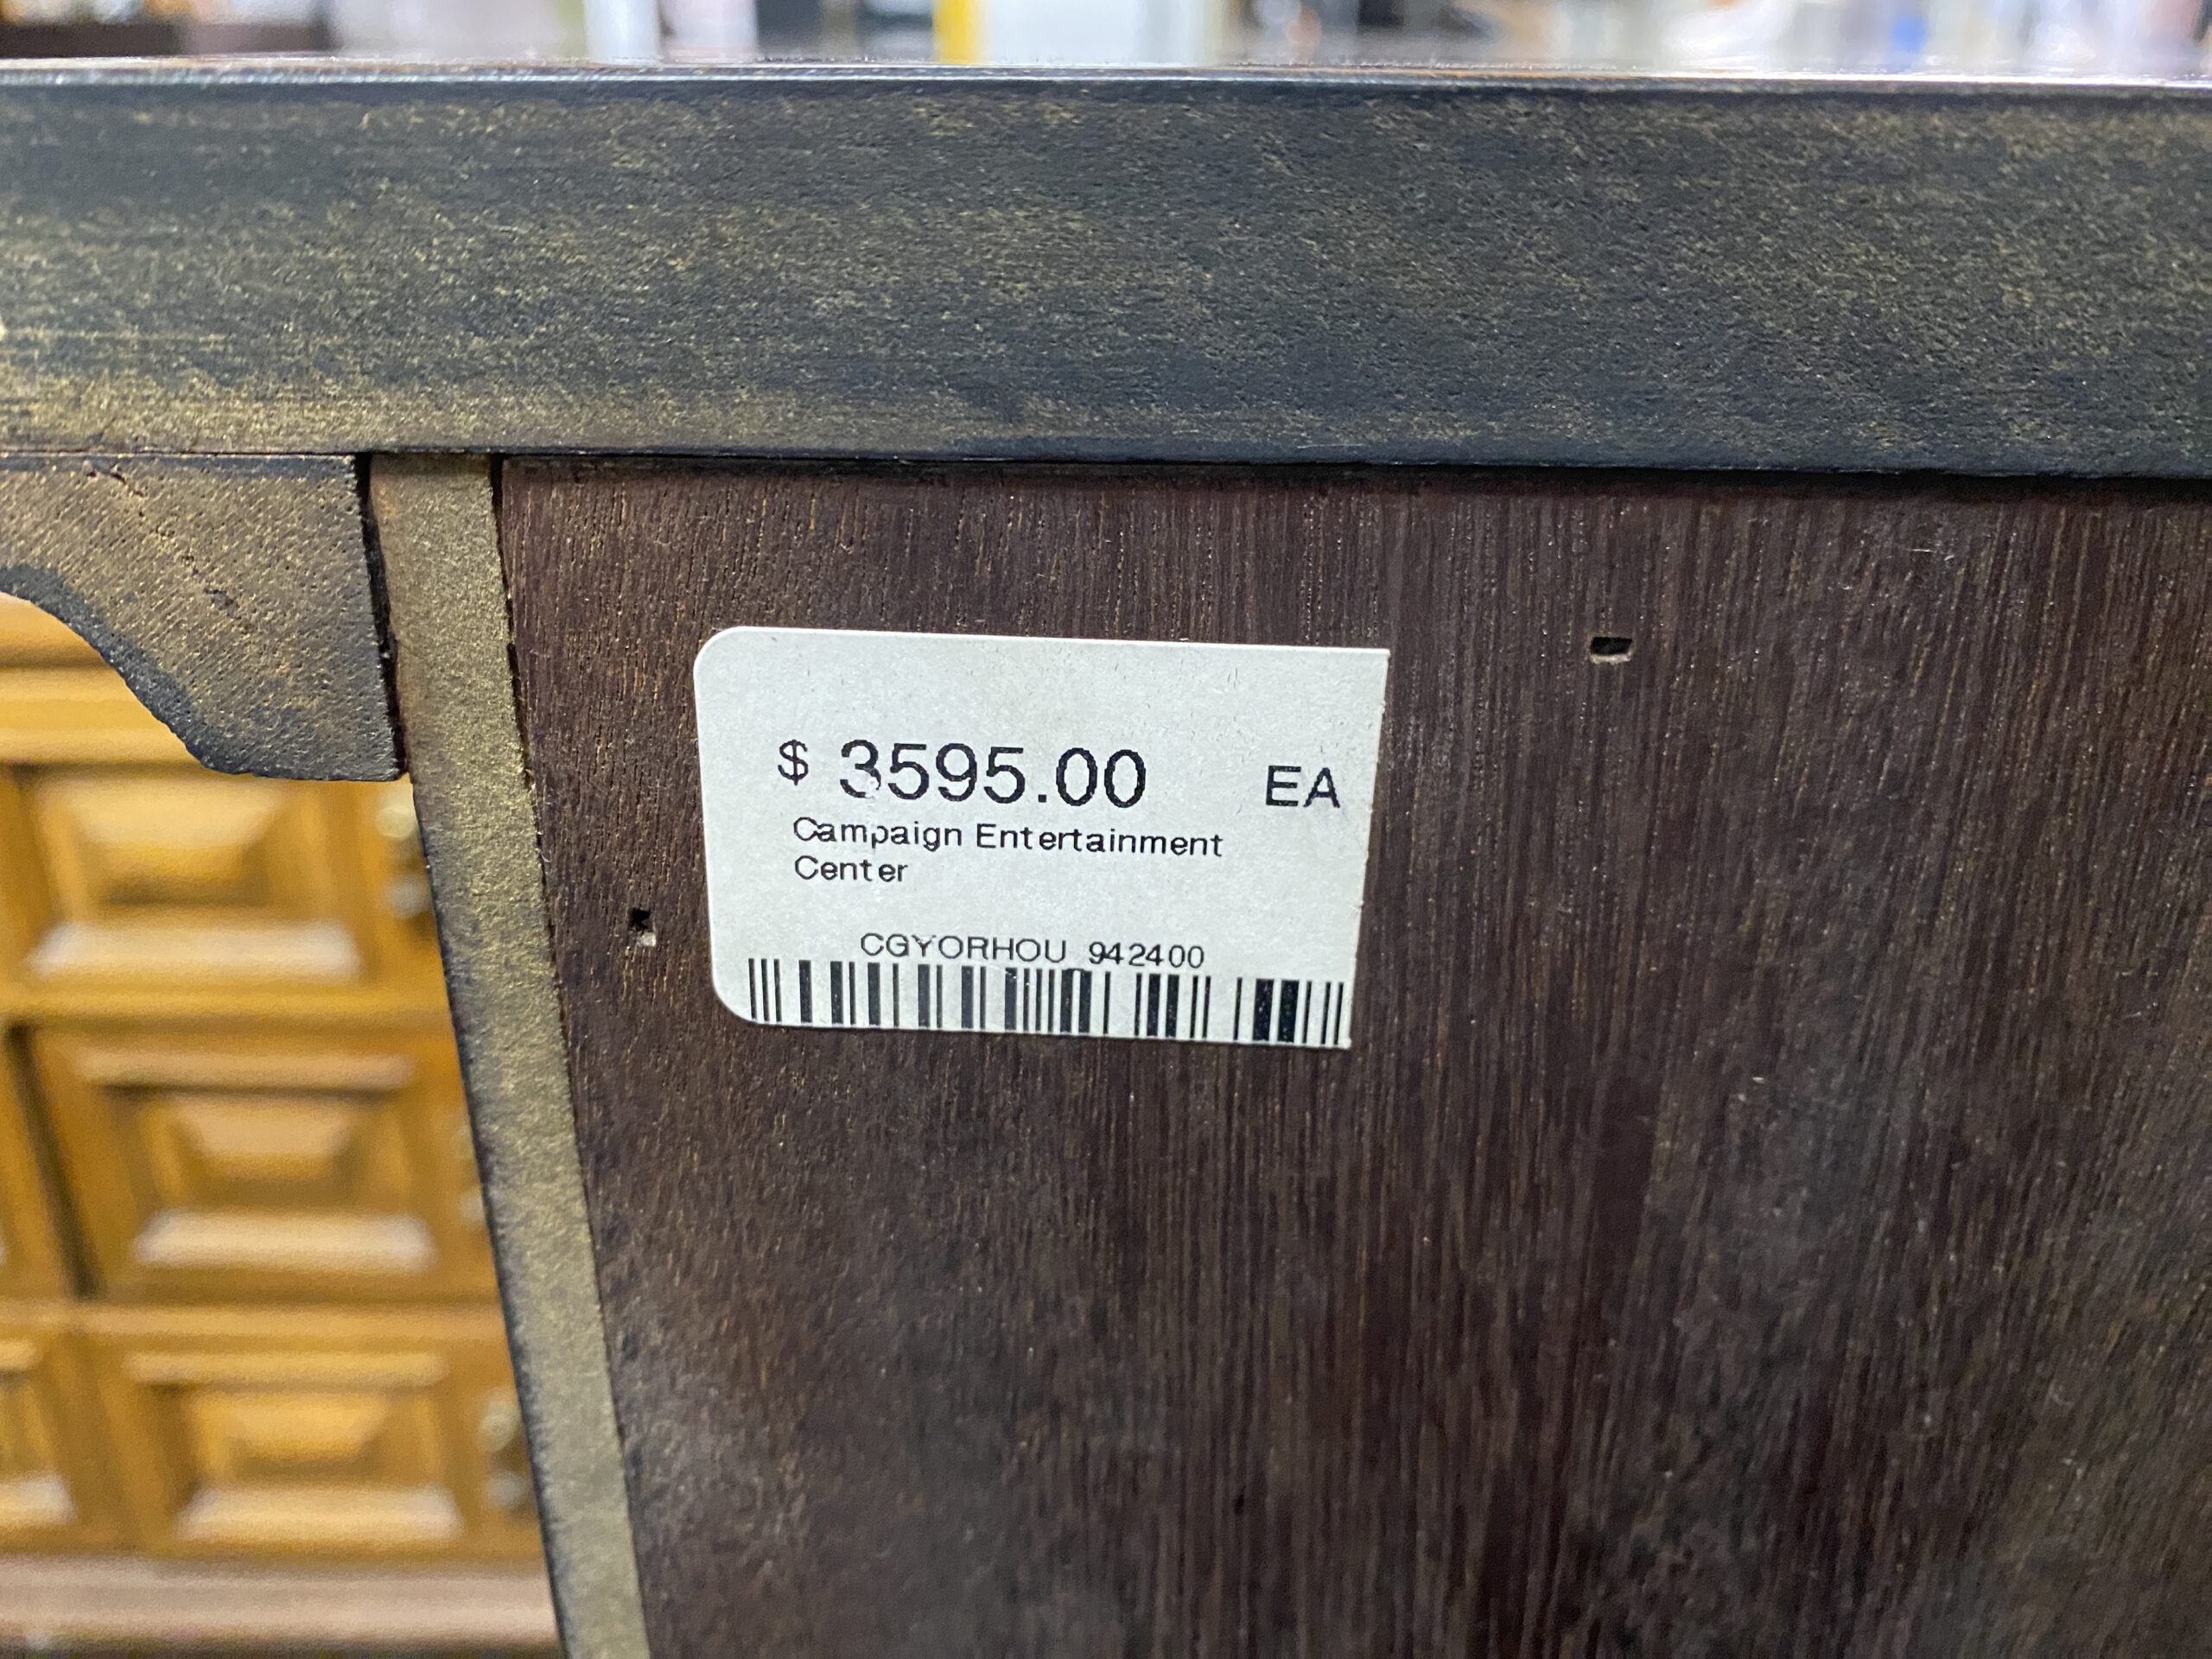 $ 3595.00 EA
Campaign Entertainment
Center
CGYORHOU 942400